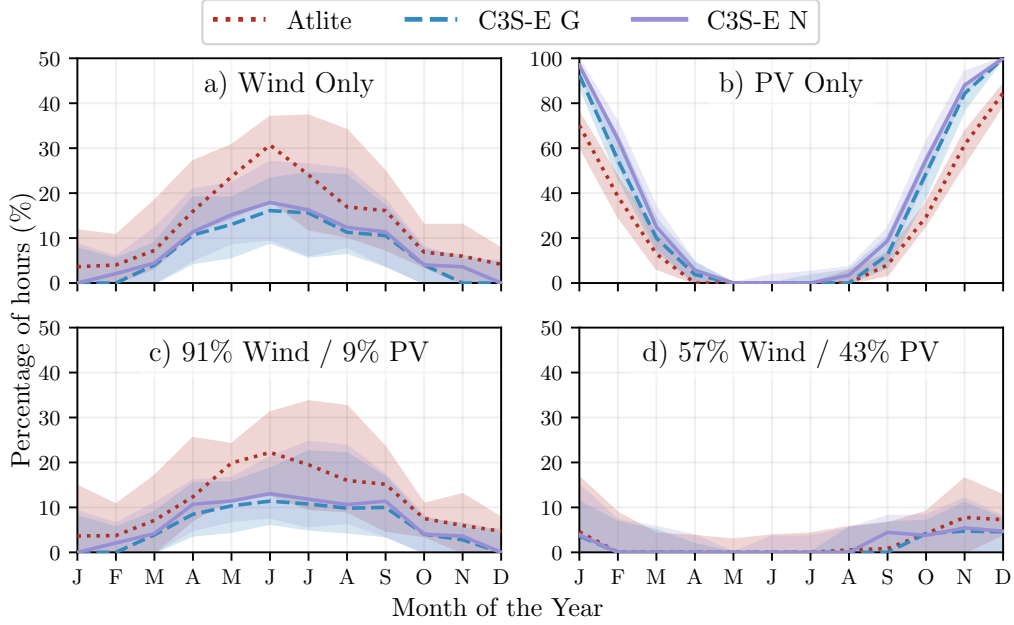 Atlite C3S-E G C3S-E N
a) Wind Only
50
40
30
20
10
0
J F M A M J J A S O N D
b) PV Only
100
80
60
40
20
0
J F M A M J J A S O N D
c) 91% Wind / 9% PV
50
40
30
20
10
0
J F M A M J J A S O N D
d) 57% Wind / 43% PV
50
40
30
20
10
0
J F M A M J J A S O N D
Percentage of hours (%)
Month of the Year